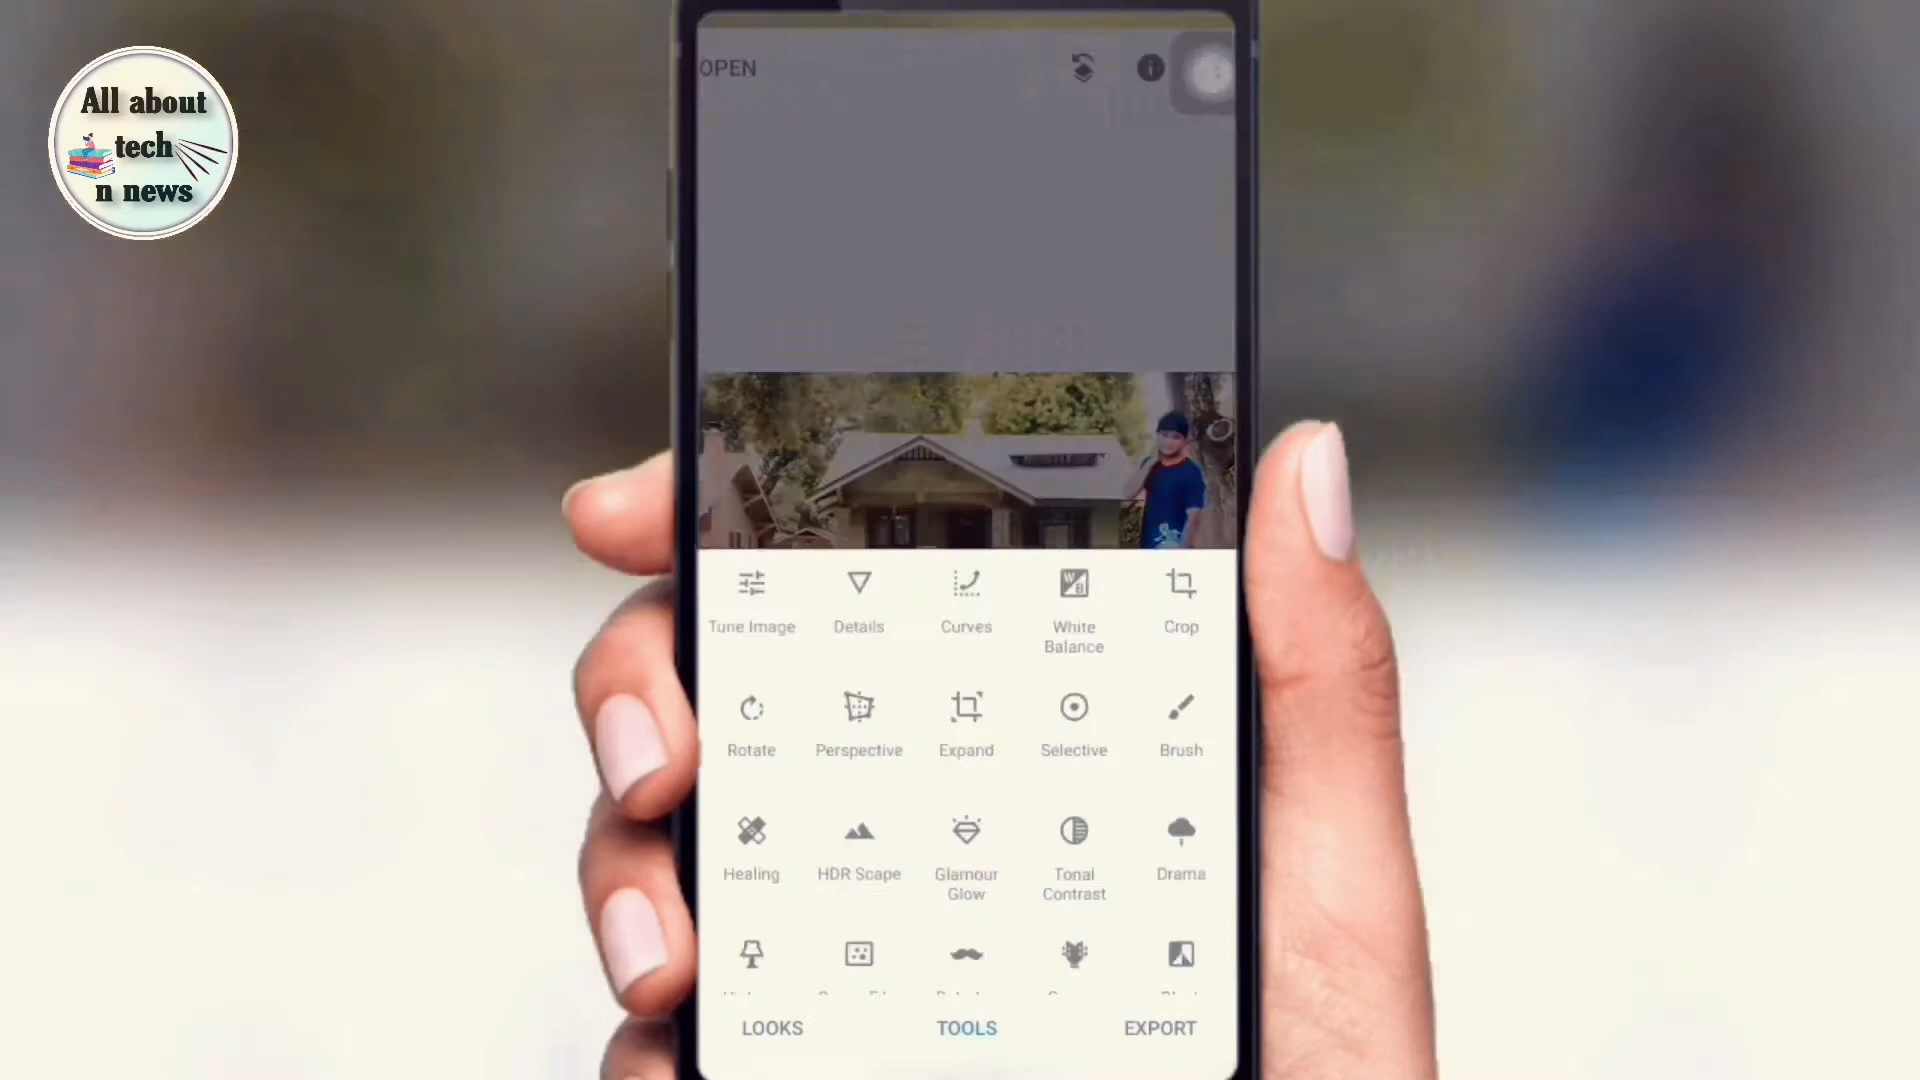 All about
tech
n news
OPEN
Tune Image
Details
Curves
White
Balance
Crop
Rotate
Perspective
Expand
Selective
Brush
Healing
HDR Scape
Glamour
Glow
Tonal
Contrast
Drama
LOOKS
TOOLS
EXPORT